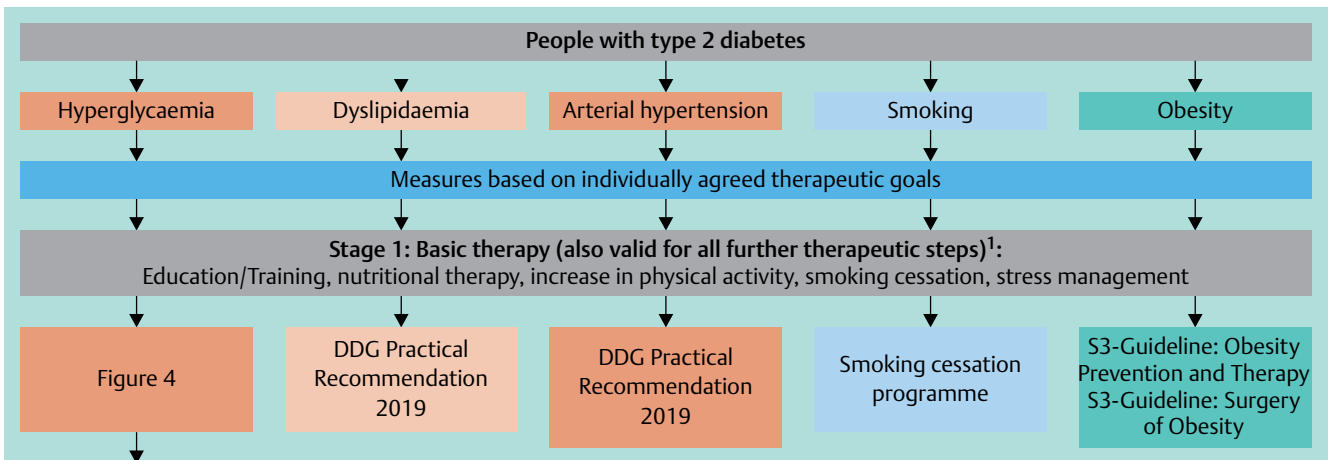 People with type 2 diabetes
Hyperglycaemia
Dyslipidaemia
Arterial hypertension
Smoking
Obesity
Measures based on individually agreed therapeutic goals
Stage 1: Basic therapy (also valid for all further therapeutic steps)¹:
Education/Training, nutritional therapy, increase in physical activity, smoking cessation, stress management
Figure 4
DDG Practical
Recommendation
2019
DDG Practical
Recommendation
2019
Smoking cessation
programme
S3-Guideline: Obesity
Prevention and Therapy
S3-Guideline: Surgery
of Obesity